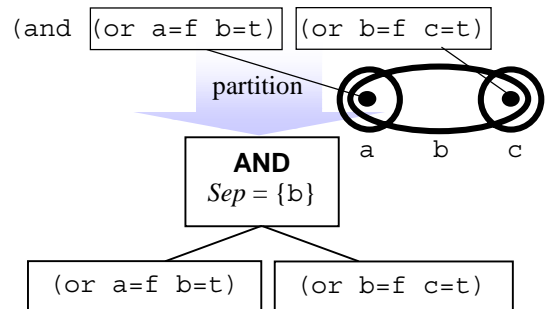 (and (or a=f b=t) (or b=f c=t)
partition
a b c
AND
Sep = {b}
(or a=f b=t) (or b=f c=t)